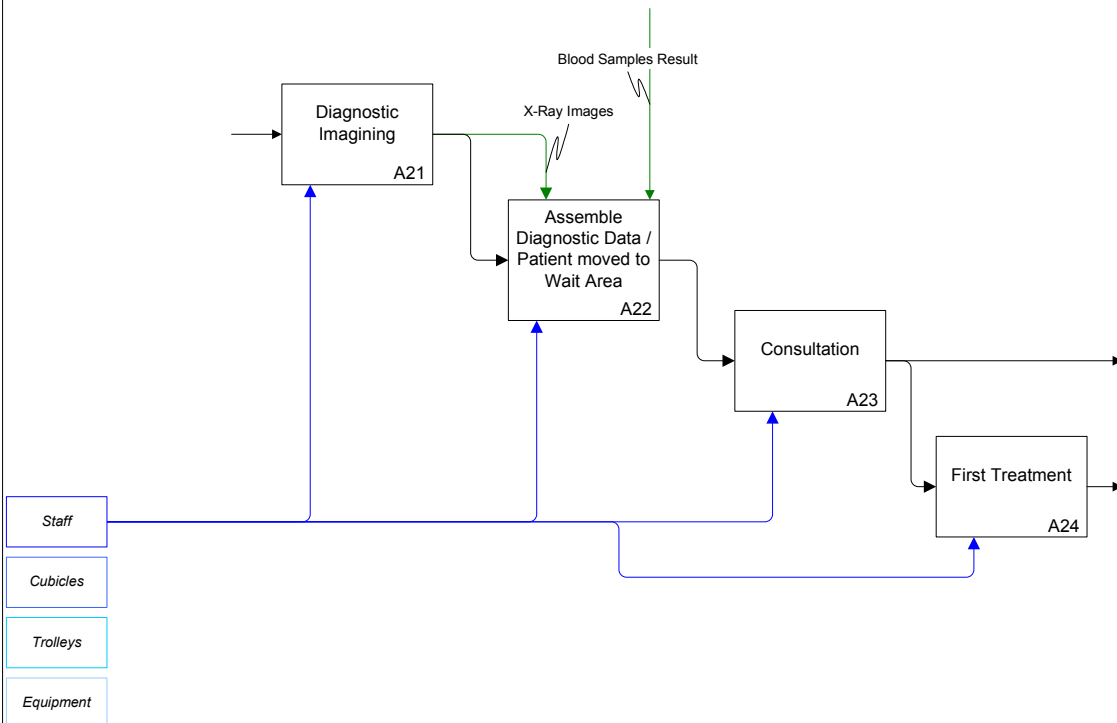 Blood Samples Result
X-Ray Images
Diagnostic
Imagining
A21
Assemble
Diagnostic Data /
Patient moved to
Wait Area
A22
Consultation
A23
First Treatment
A24
Staff
Cubicles
Trolleys
Equipment